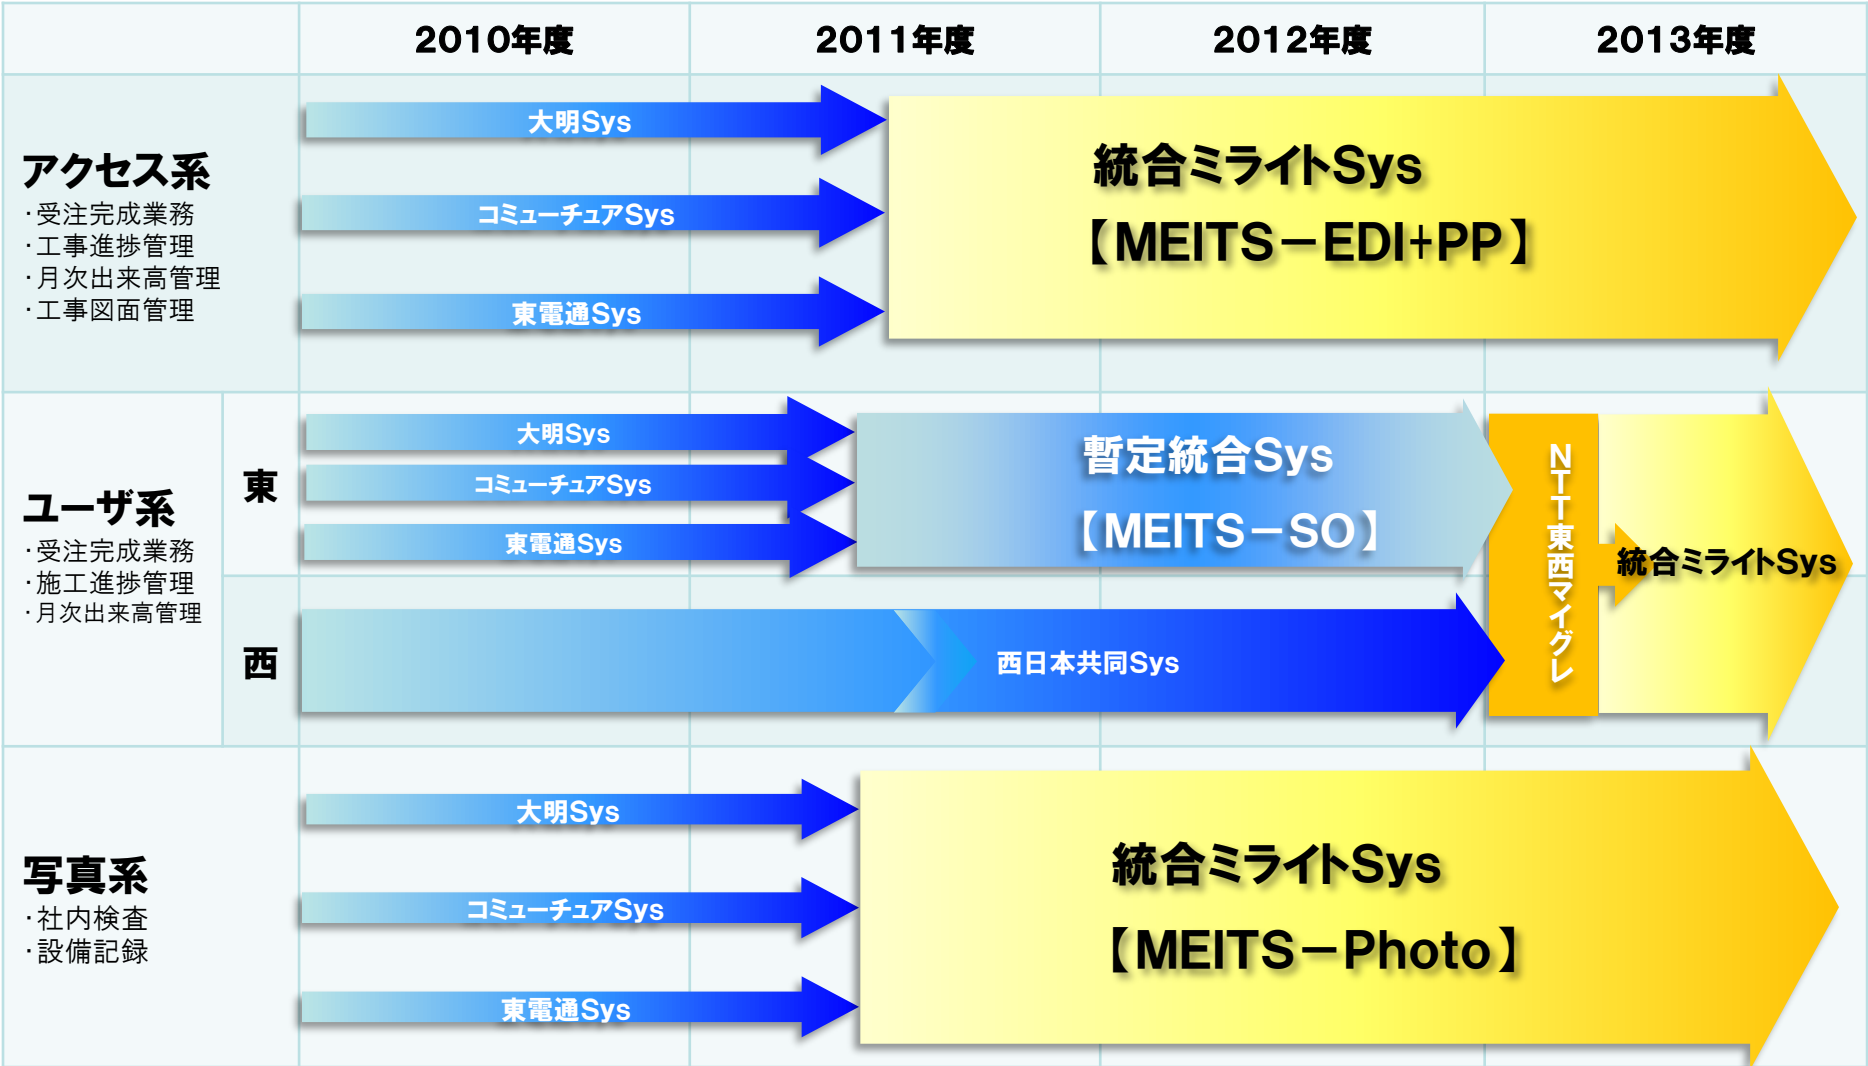 2010年度
2011年度
2012年度
2013年度
アクセス系
・受注完成業務
・工事進捗管理
・月次出来高管理
・工事図面管理
大明Sys
コミューチュアSys
東電通Sys
統合ミライトSys
【MEITS－EDI+PP】
ユーザ系
・受注完成業務
・施工進捗管理
・月次出来高管理
東
大明Sys
コミューチュアSys
東電通Sys
暫定統合Sys
【MEITS－SO】
西
西日本共同Sys
NTT東西マイグレ
統合ミライトSys
写真系
・社内検査
・設備記録
大明Sys
コミューチュアSys
東電通Sys
統合ミライトSys
【MEITS－Photo】